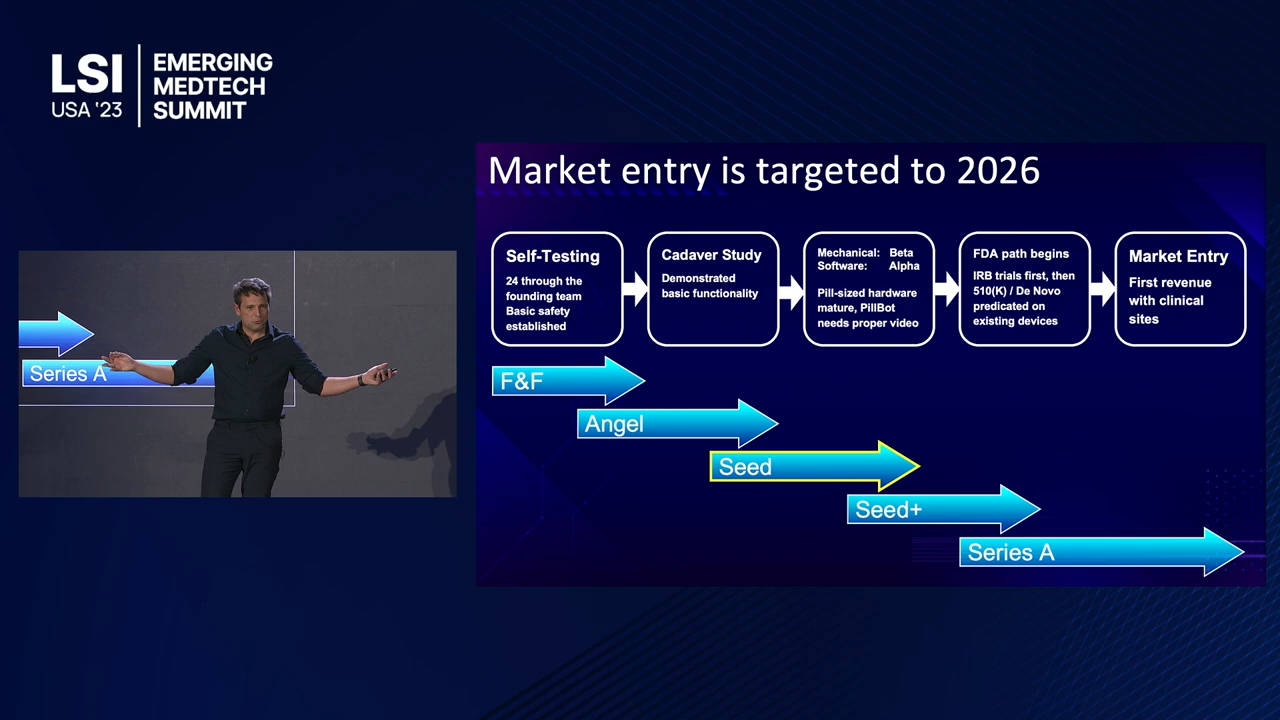 LSI
USA '23
EMERGING
MEDTECH
SUMMIT
Market entry is targeted to 2026
Self-Testing
24 through the
founding team
Basic safety
established
Cadaver Study
Demonstrated
basic functionality
Mechanical: Beta
Software: Alpha
Pill-sized hardware
mature, PillBot
needs proper video
FDA path begins
IRB trials first, then
510(K) / De Novo
predicated on
existing devices
Market Entry
First revenue
with clinical
sites
F&F
Angel
Seed
Seed+
Series A
Series A